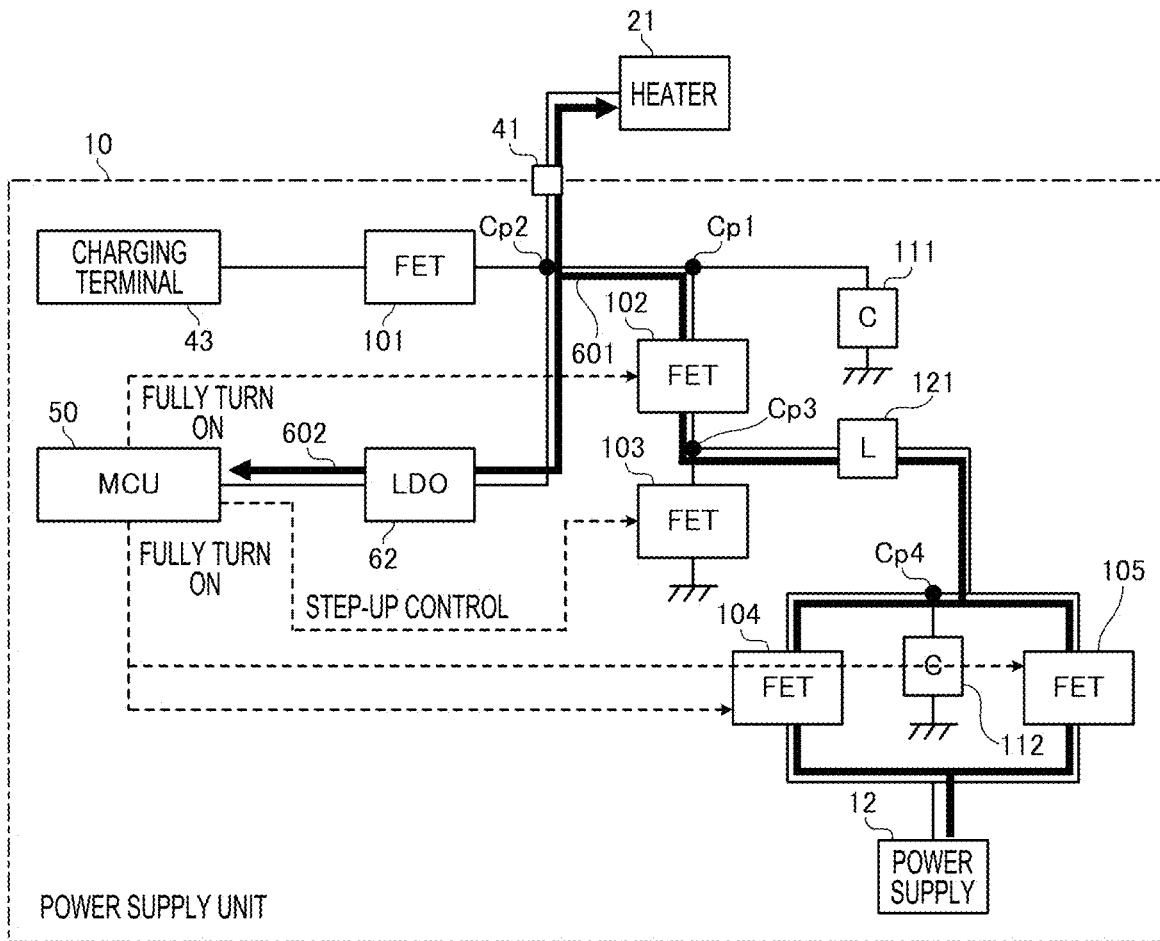 21
HEATER
10
41
Cp2
Cp1
CHARGING
TERMINAL
FET
111
C
43
101
102
601
FET
FULLY TURN
ON
Cp3
121
50
602
103
L
MCU
LDO
FET
FULLY TURN
ON
62
Cp4
105
STEP-UP CONTROL
104
FET
C
FET
112
12
POWER
SUPPLY
POWER SUPPLY UNIT